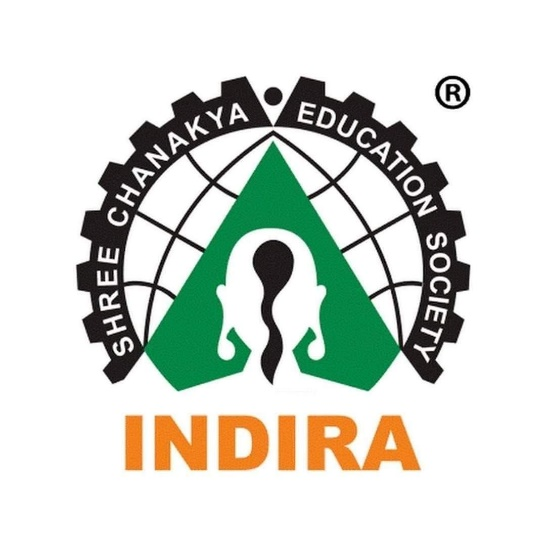 SHREE CHANAKYA EDUCATION SOCIETY
®
INDIRA